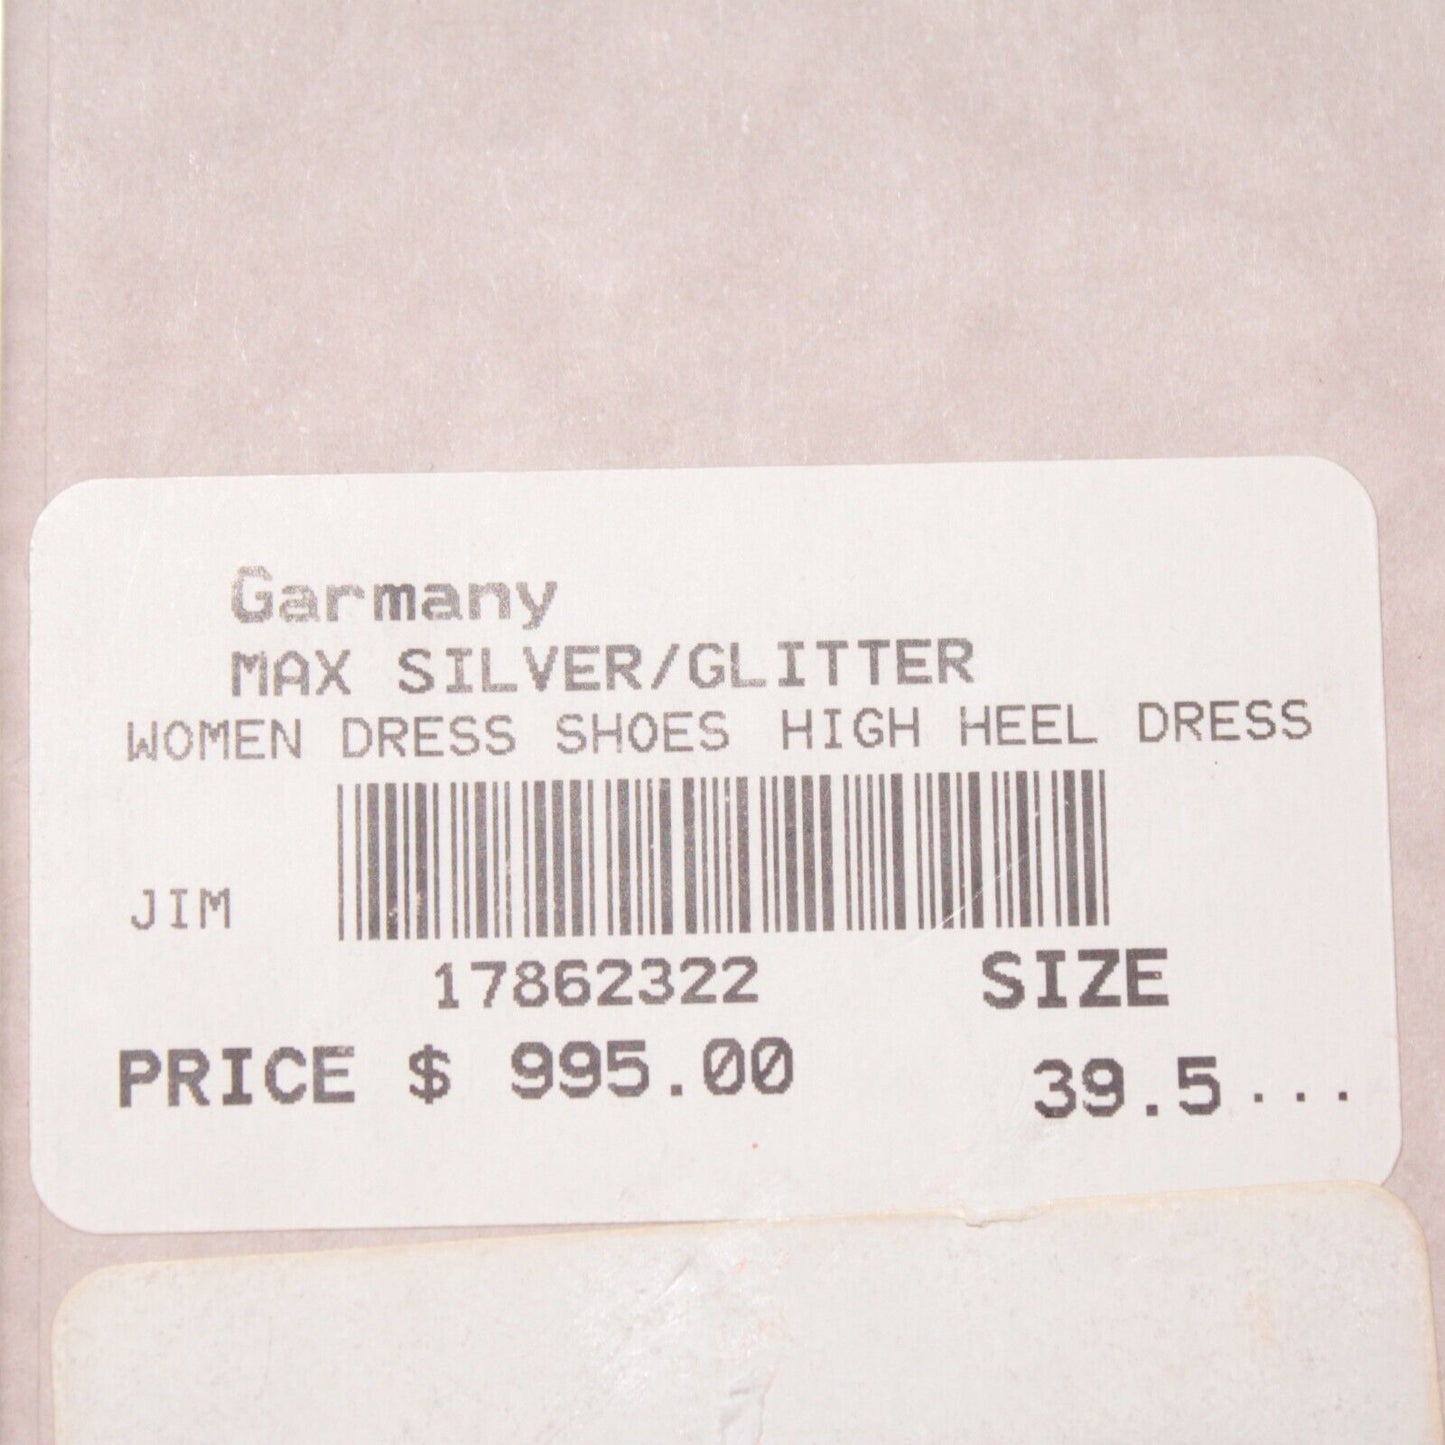 Garmany
MAX SILVER/GLITTER
WOMEN DRESS SHOES HIGH HEEL DRESS
JIM
17862322 SIZE
PRICE $ 995.00 39.5...